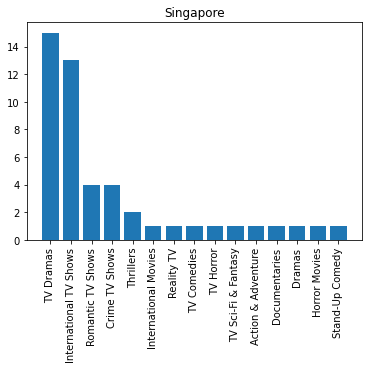 Singapore
14
12
10
8
6
4
2
0
TV Dramas
International TV Shows
Romantic TV Shows
Crime TV Shows
Thrillers
International Movies
Reality TV
TV Comedies
TV Horror
TV Sci-Fi & Fantasy
Action & Adventure
Documentaries
Dramas
Horror Movies
Stand-Up Comedy